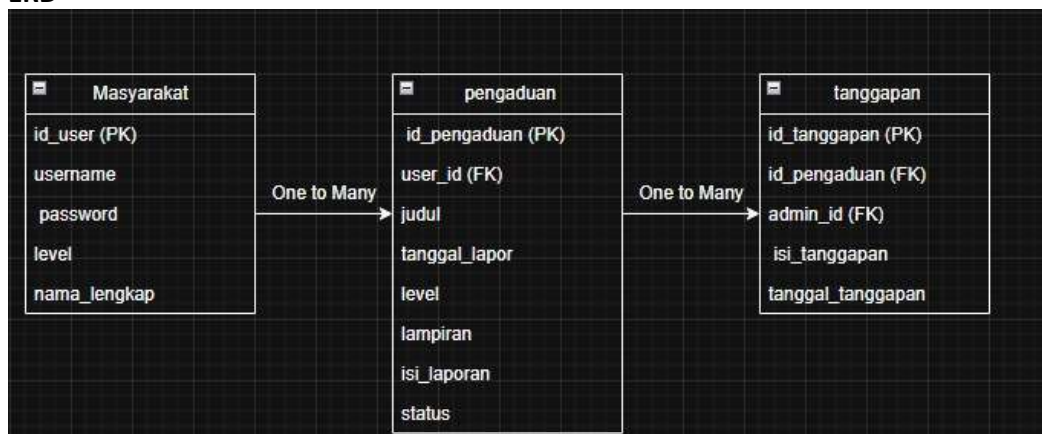 ERD
Masyarakat
id_user (PK)
username
password
level
nama_lengkap
One to Many
pengaduan
id_pengaduan (PK)
user_id (FK)
judul
tanggal_lapor
level
lampiran
isi_laporan
status
One to Many
tanggapan
id_tanggapan (PK)
id_pengaduan (FK)
admin_id (FK)
isi_tanggapan
tanggal_tanggapan